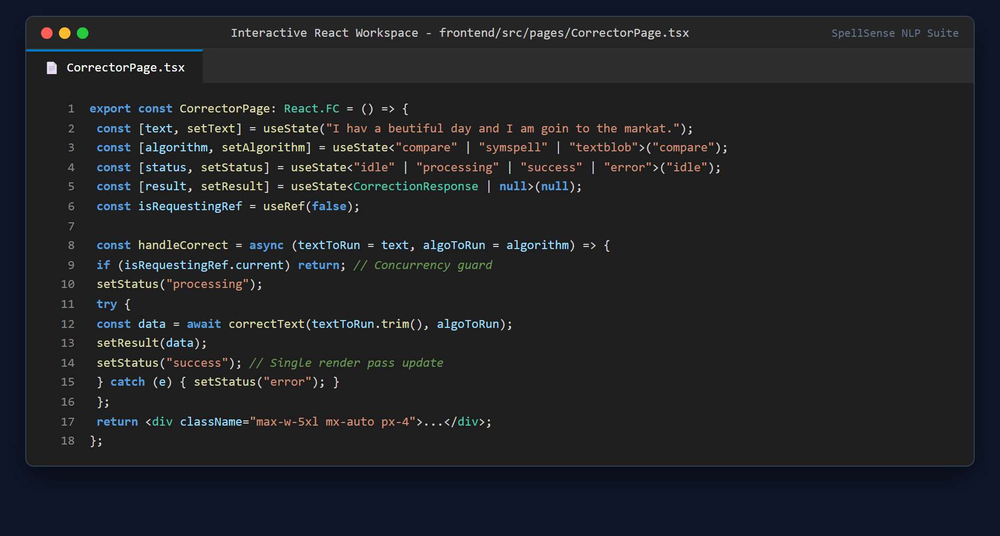 Interactive React Workspace - frontend/src/pages/CorrectorPage.tsx
SpellSense NLP Suite
CorrectorPage.tsx
1 export const CorrectorPage: React.FC = () => {
2 const [text, setText] = useState("I hav a beutiful day and I am goin to the markat.");
3 const [algorithm, setAlgorithm] = useState<"compare" | "symspell" | "textblob">("compare");
4 const [status, setStatus] = useState<"idle" | "processing" | "success" | "error">("idle");
5 const [result, setResult] = useState<CorrectionResponse | null>(null);
6 const isRequestingRef = useRef(false);
7
8 const handleCorrect = async (textToRun = text, algoToRun = algorithm) => {
9 if (isRequestingRef.current) return; // Concurrency guard
10 setStatus("processing");
11 try {
12 const data = await correctText(textToRun.trim(), algoToRun);
13 setResult(data);
14 setStatus("success"); // Single render pass update
15 } catch (e) { setStatus("error"); }
16 };
17 return <div className="max-w-5xl mx-auto px-4">...</div>;
18 };